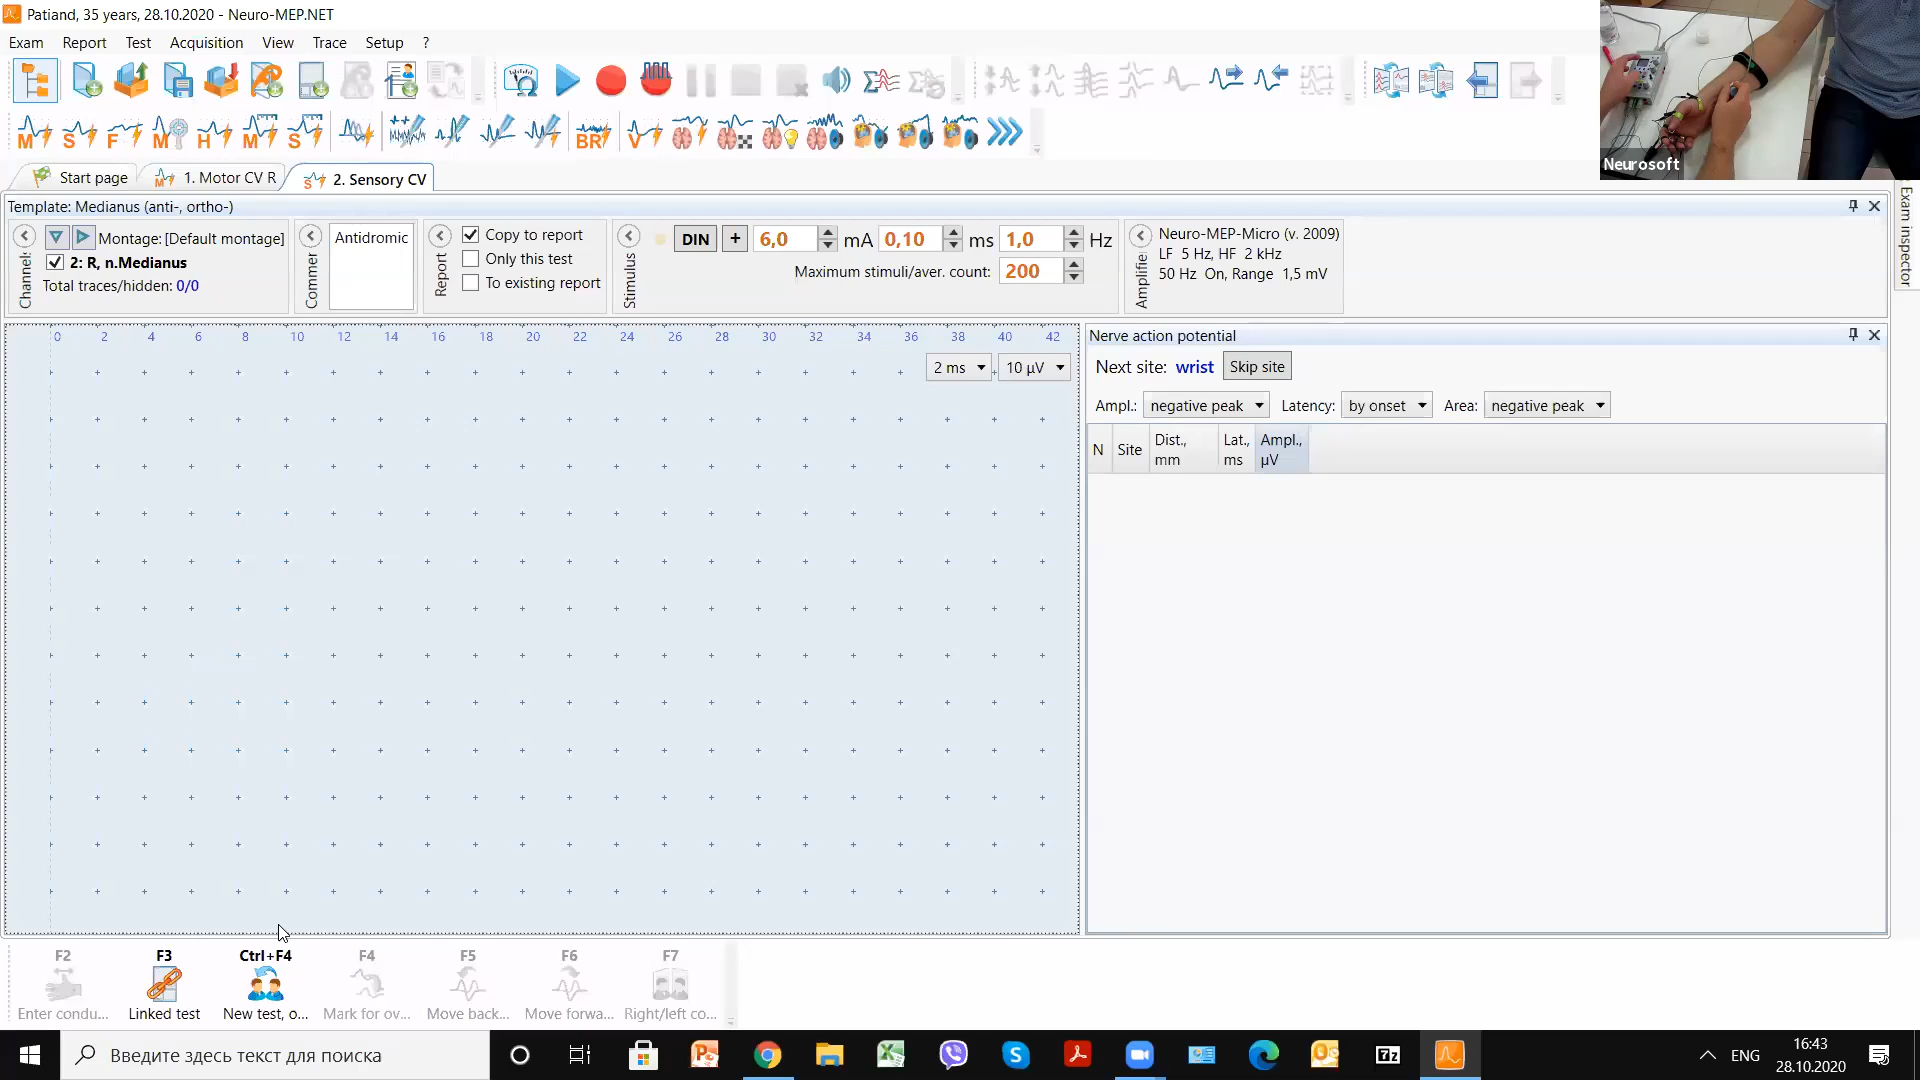 Patiand, 35 years, 28.10.2020 - Neuro-MEP.NET
Exam Report Test Acquisition View Trace Setup ?
M S F M H M S BR V
Start page 1. Motor CV R 2. Sensory CV
Neurosoft
Template: Medianus (anti-, ortho-)
Exam inspector
Channel:
Montage: [Default montage]
2: R, n.Medianus
Total traces/hidden: 0/0
Commer
Antidromic
Report
Copy to report
Only this test
To existing report
Stimulus
DIN + 6,0 mA 0,10 ms 1,0 Hz
Maximum stimuli/aver. count: 200
Amplifie
Neuro-MEP-Micro (v. 2009)
LF 5 Hz, HF 2 kHz
50 Hz On, Range 1,5 mV
0 2 4 6 8 10 12 14 16 18 20 22 24 26 28 30 32 34 36 38 40 42
2 ms 10 µV
Nerve action potential
Next site: wrist Skip site
Ampl.: negative peak Latency: by onset Area: negative peak
N Site Dist., mm Lat., ms Ampl., µV
F2 F3 Ctrl+F4 F4 F5 F6 F7
Enter condu... Linked test New test, o... Mark for ov... Move back... Move forwa... Right/left co...
Введите здесь текст для поиска
7z
ENG
16:43
28.10.2020